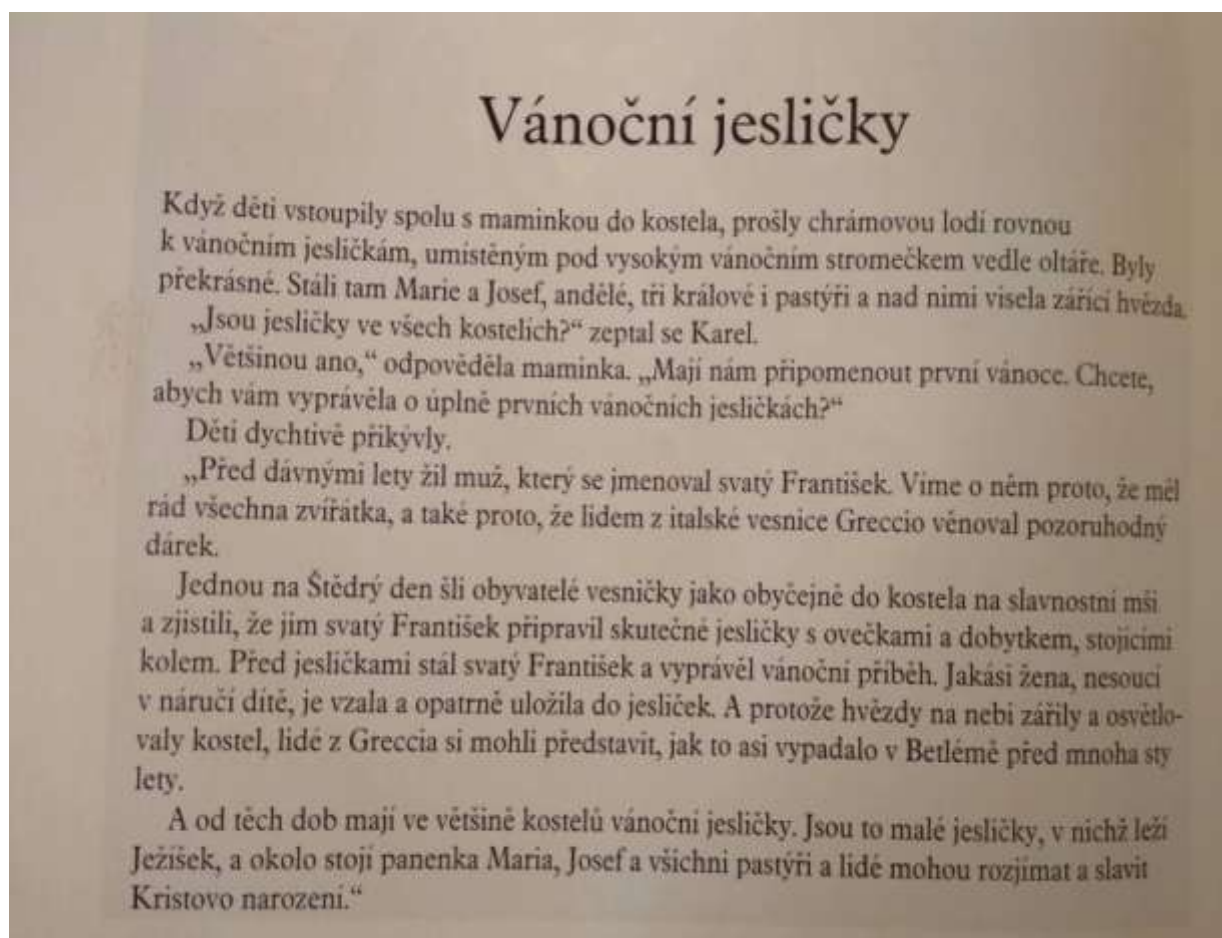 Vánoční jesličky
Když děti vstoupily spolu s maminkou do kostela, prošly chrámovou lodí rovnou
k vánočním jesličkám, umístěným pod vysokým vánočním stromečkem vedle oltáře. Byly
překrásné. Stáli tam Marie a Josef, andělé, tři králové i pastýři a nad nimi visela zářící hvězda.
„Jsou jesličky ve všech kostelích?“ zeptal se Karel.
„Většinou ano,“ odpověděla maminka. „Mají nám připomenout první vánoce. Chcete,
abych vám vyprávěla o úplně prvních vánočních jesličkách?“
Děti dychtivě přikývly.
„Před dávnými lety žil muž, který se jmenoval svatý František. Víme o něm proto, že měl
rád všechna zvířátka, a také proto, že lidem z italské vesnice Greccio věnoval pozoruhodný
dárek.
Jednou na Štědrý den šli obyvatelé vesničky jako obyčejně do kostela na slavnostní mši
a zjistili, že jim svatý František připravil skutečné jesličky s ovečkami a dobytkem, stojícími
kolem. Před jesličkami stál svatý František a vyprávěl vánoční příběh. Jakási žena, nesoucí
v náručí dítě, je vzala a opatrně uložila do jesliček. A protože hvězdy na nebi zářily a osvětlo-
valy kostel, lidé z Greccia si mohli představit, jak to asi vypadalo v Betlémě před mnoha sty
lety.
A od těch dob mají ve většině kostelů vánoční jesličky. Jsou to malé jesličky, v nichž leží
Ježíšek, a okolo stojí panenka Maria, Josef a všichni pastýři a lidé mohou rozjímat a slavit
Kristovo narození.“